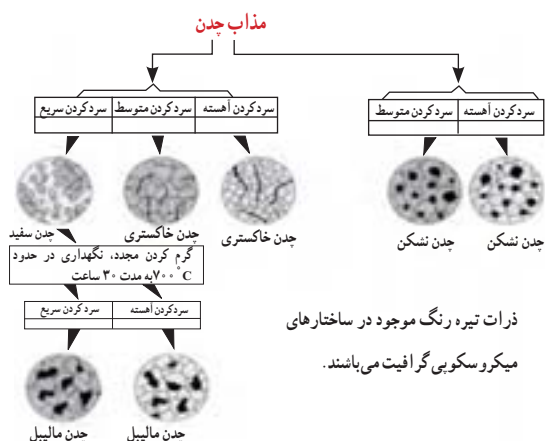 مذاب چدن
سردکردن آهسته سردکردن متوسط سردکردن سریع
سردکردن آهسته سردکردن متوسط
چدن نشکن چدن نشکن
چدن خاکستری چدن خاکستری چدن سفید
گرم کردن مجدد، نگهداری در حدود
۷۰۰°C به مدت ۳۰ ساعت
سردکردن آهسته سردکردن سریع
ذرات تیره رنگ موجود در ساختارهای
میکروسکوپی گرافیت می‌باشند.
چدن مالیبل چدن مالیبل